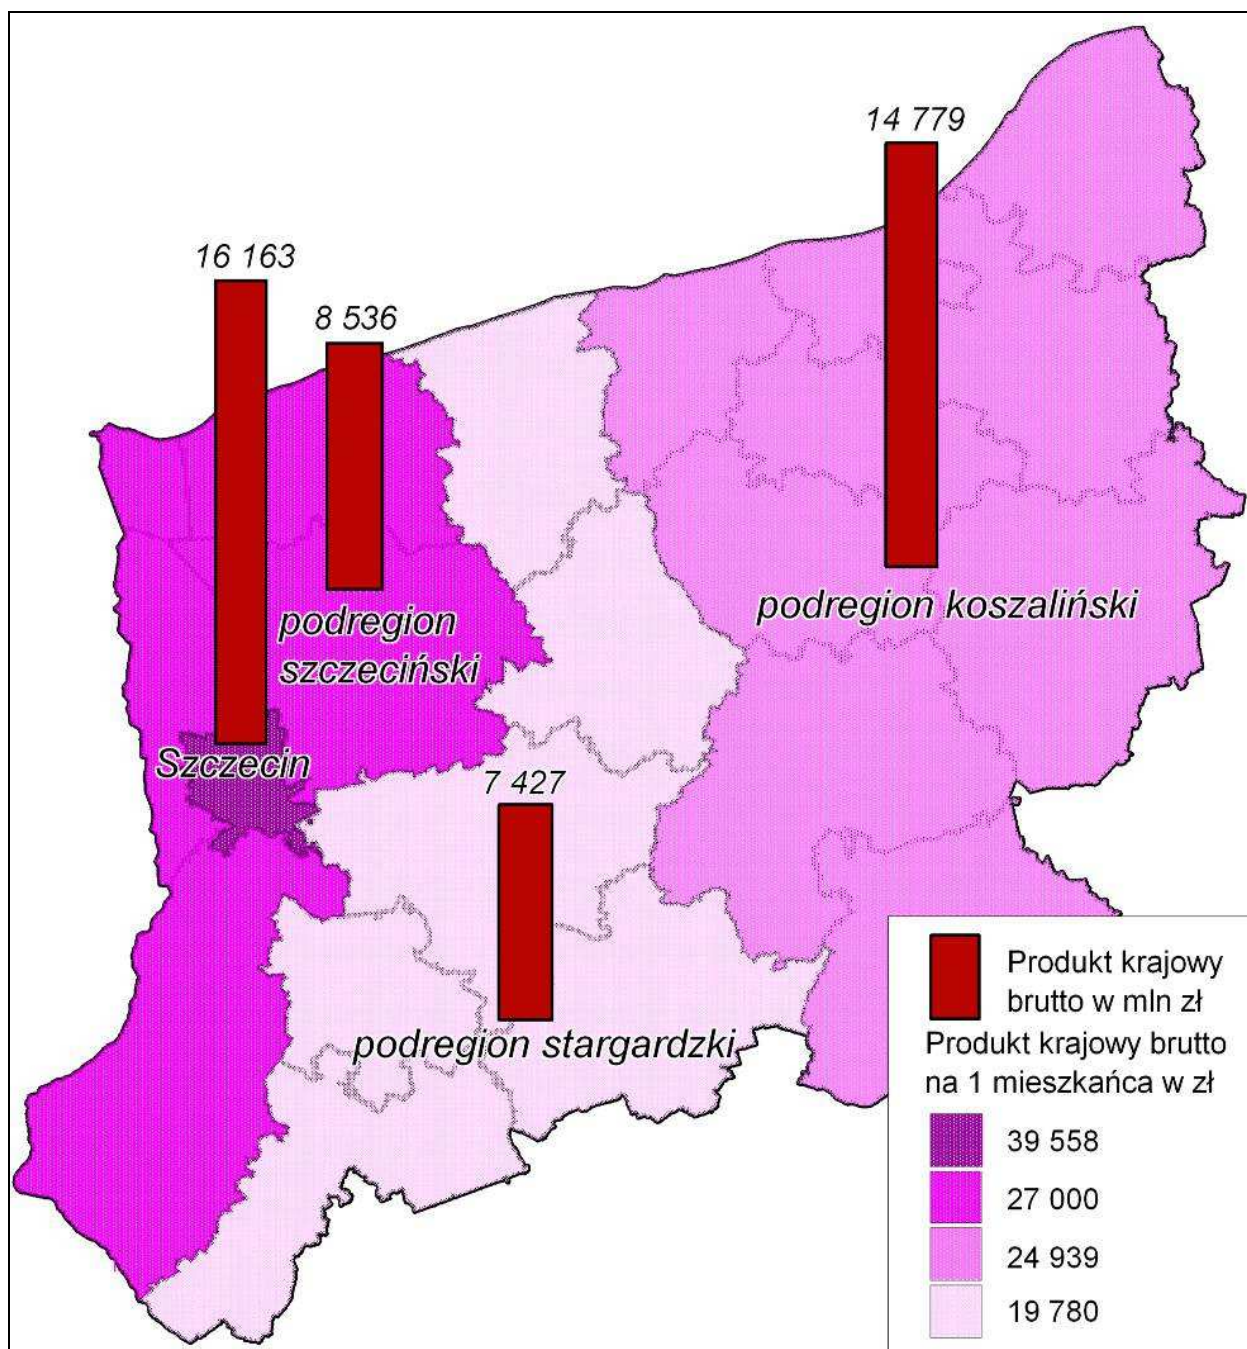 14 779
16 163
8 536
podregion koszaliński
podregion
szczeciński
Szczecin
7 427
podregion stargardzki
Produkt krajowy
brutto w mln zł
Produkt krajowy brutto
na 1 mieszkańca w zł
39 558
27 000
24 939
19 780